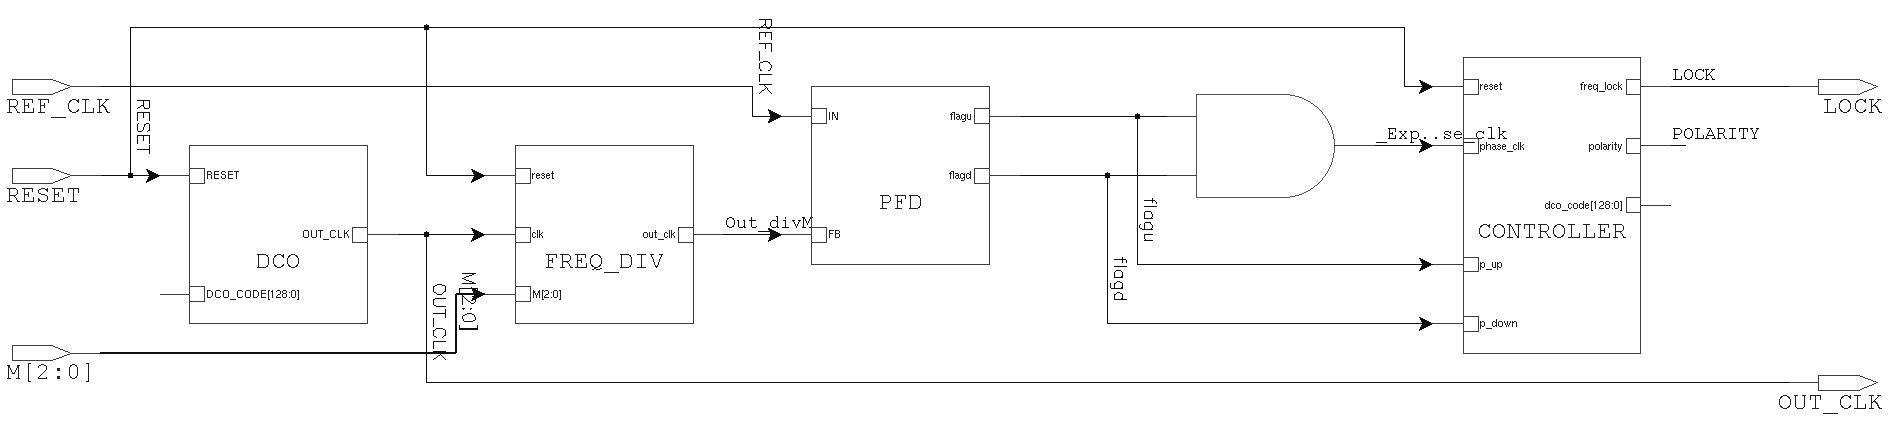 REF_CLK
RESET
M[2:0]
RESET
RESET
OUT_CLK
DCO
DCO_CODE[128:0]
OUT_CLK
M[2:0]
reset
clk
out_clk
FREQ_DIV
M[2:0]
Out_divM
REF_CLK
IN
flagu
flagd
PFD
FB
flagu
flagd
_Exp..se_clk
reset
freq_lock
phase_clk
polarity
dco_code[128:0]
CONTROLLER
p_up
p_down
LOCK
POLARITY
LOCK
OUT_CLK